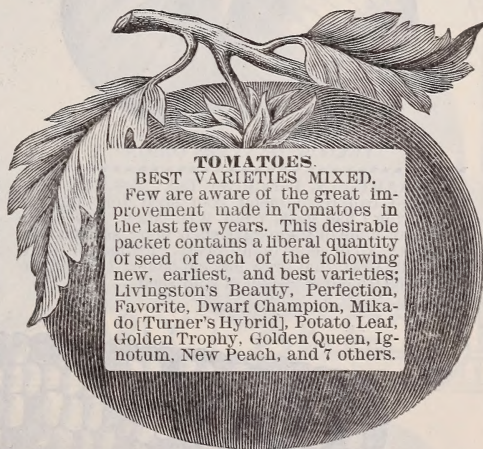 TOMATOES.
BEST VARIETIES MIXED.
Few are aware of the great im-
provement made in Tomatoes in
the last few years. This desirable
packet contains a liberal quantity
of seed of each of the following
new, earliest, and best varieties;
Livingston's Beauty, Perfection,
Favorite, Dwarf Champion, Mika-
do [Turner's Hybrid], Potato Leaf,
Golden Trophy, Golden Queen, Ig-
notum, New Peach, and 7 others.